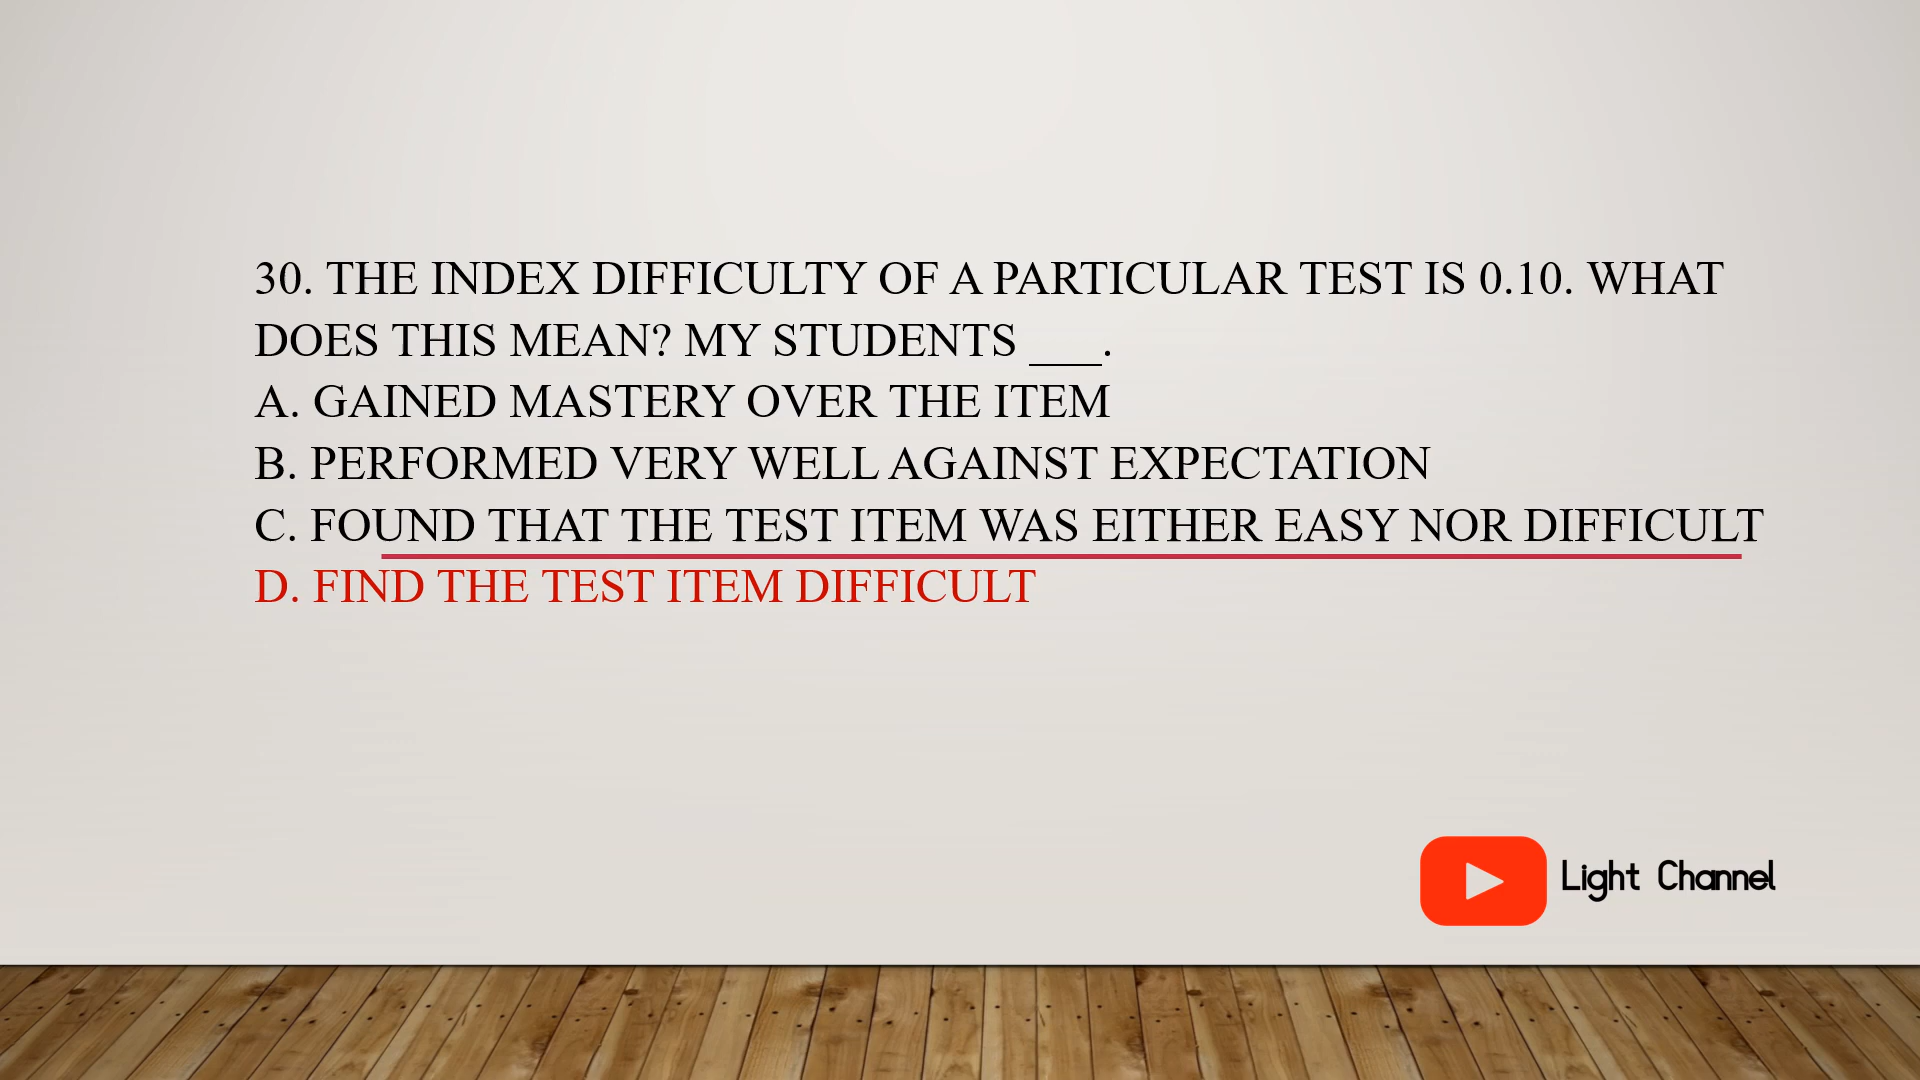 30. THE INDEX DIFFICULTY OF A PARTICULAR TEST IS 0.10. WHAT
DOES THIS MEAN? MY STUDENTS ___.
A. GAINED MASTERY OVER THE ITEM
B. PERFORMED VERY WELL AGAINST EXPECTATION
C. FOUND THAT THE TEST ITEM WAS EITHER EASY NOR DIFFICULT
D. FIND THE TEST ITEM DIFFICULT
Light Channel